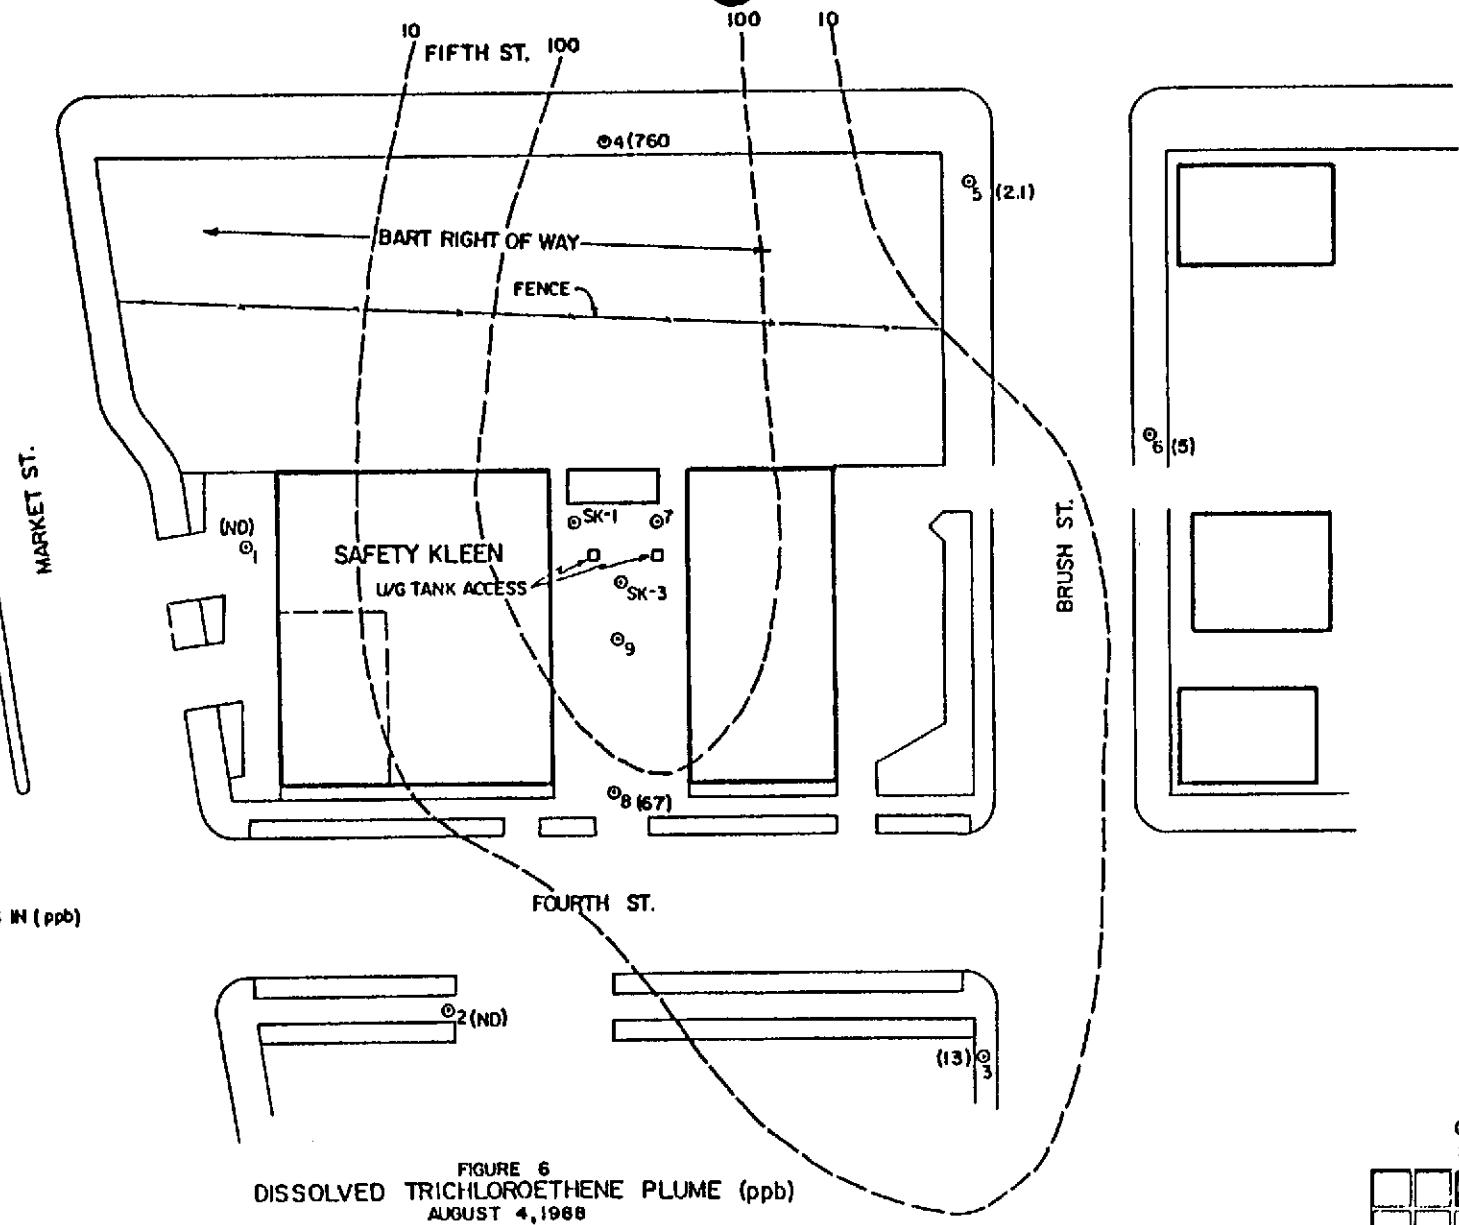 10
FIFTH ST.
100
100
10
4(760
5 (2.1)
BART RIGHT OF WAY
FENCE
MARKET ST.
6 (5)
(ND)
1
SK-1
7
SAFETY KLEEN
U/G TANK ACCESS
SK-3
BRUSH ST.
9
8 (67)
FOURTH ST.
IN (ppb)
2 (ND)
(13)
3
FIGURE 6
DISSOLVED TRICHLOROETHENE PLUME (ppb)
AUGUST 4, 1988